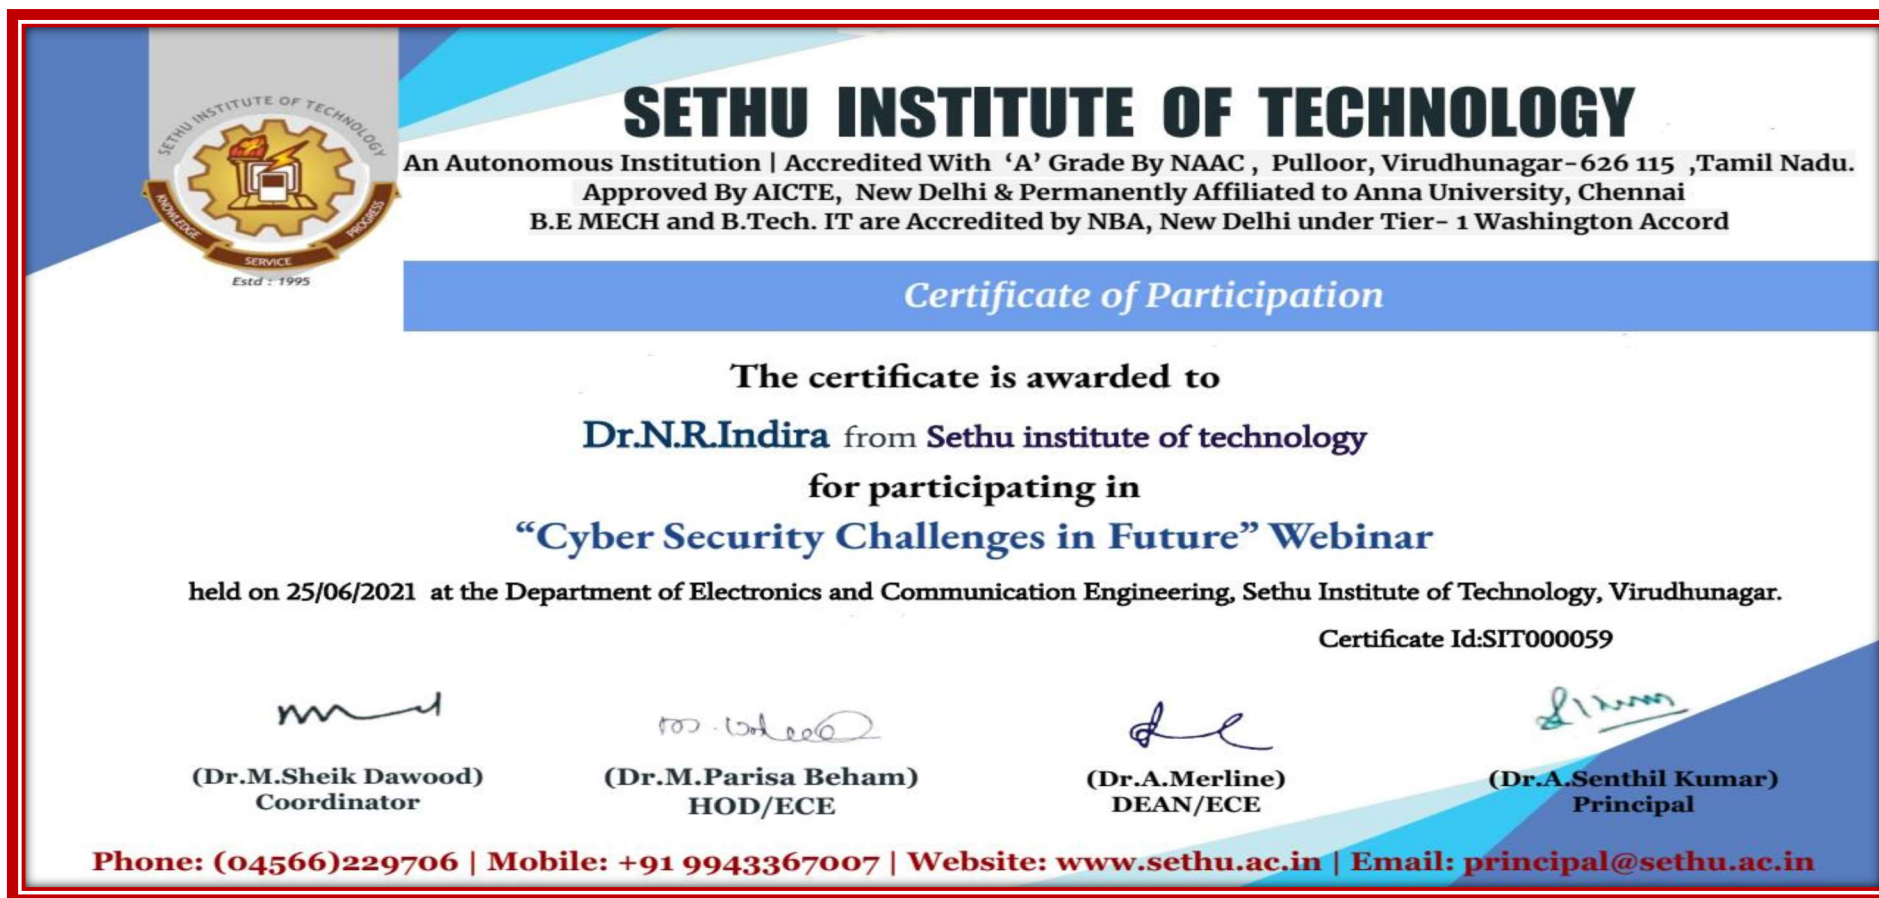 SETHU INSTITUTE OF TECHNOLOGY
KNOWLEDGE
SERVICE
PROGRESS
Estd : 1995
SETHU INSTITUTE OF TECHNOLOGY
An Autonomous Institution | Accredited With ‘A’ Grade By NAAC , Pulloor, Virudhunagar-626 115 ,Tamil Nadu.
Approved By AICTE, New Delhi & Permanently Affiliated to Anna University, Chennai
B.E MECH and B.Tech. IT are Accredited by NBA, New Delhi under Tier- 1 Washington Accord
Certificate of Participation
The certificate is awarded to
Dr.N.R.Indira from Sethu institute of technology
for participating in
“Cyber Security Challenges in Future” Webinar
held on 25/06/2021 at the Department of Electronics and Communication Engineering, Sethu Institute of Technology, Virudhunagar.
Certificate Id:SIT000059
(Dr.M.Sheik Dawood) (Dr.M.Parisa Beham) (Dr.A.Merline) (Dr.A.Senthil Kumar)
Coordinator HOD/ECE DEAN/ECE Principal
Phone: (04566)229706 | Mobile: +91 9943367007 | Website: www.sethu.ac.in | Email: principal@sethu.ac.in